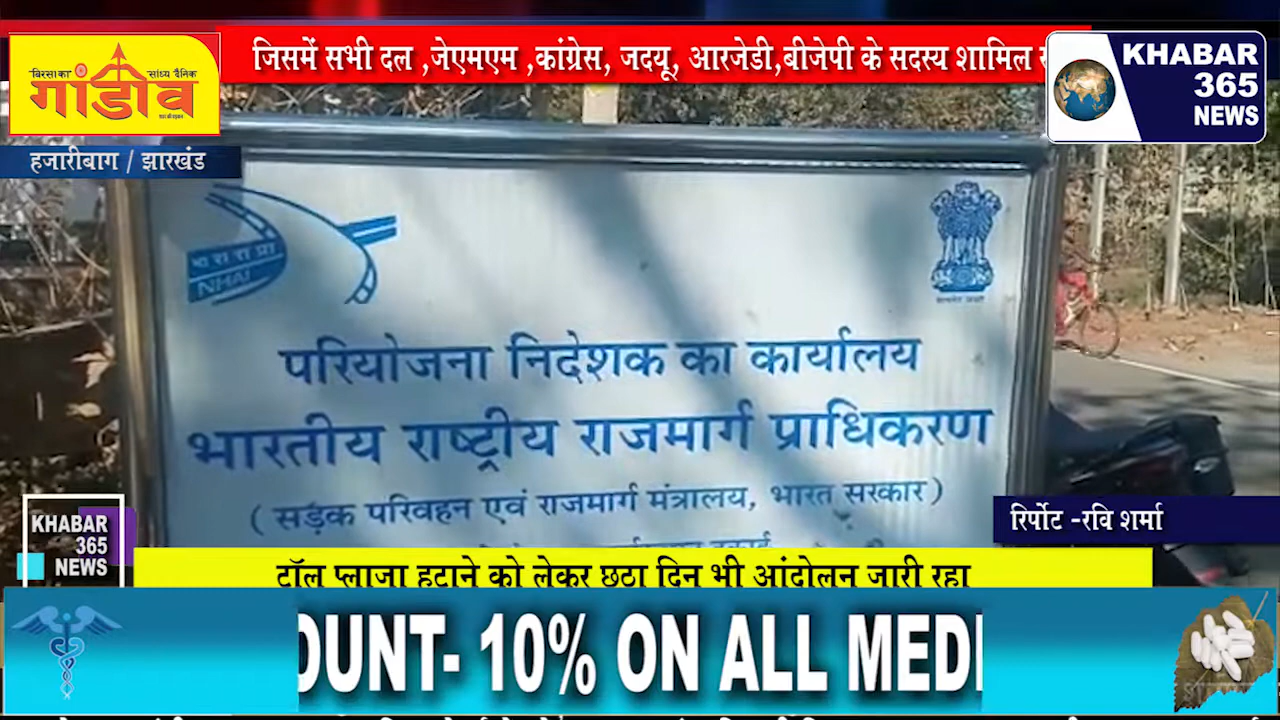 जिसमें सभी दल ,जेएमएम ,कांग्रेस, जदयू, आरजेडी,बीजेपी के सदस्य शामिल
बिरसा का सांध्य दैनिक
गांडीव
KHABAR
365
NEWS
हजारीबाग / झारखंड
भा रा रा प्रा
NHAI
परियोजना निदेशक का कार्यालय
भारतीय राष्ट्रीय राजमार्ग प्राधिकरण
( सड़क परिवहन एवं राजमार्ग मंत्रालय, भारत सरकार )
रिर्पोट -रवि शर्मा
KHABAR
365
NEWS
टॉल प्लाजा हटाने को लेकर छठा दिन भी आंदोलन जारी रहा
10% ON ALL